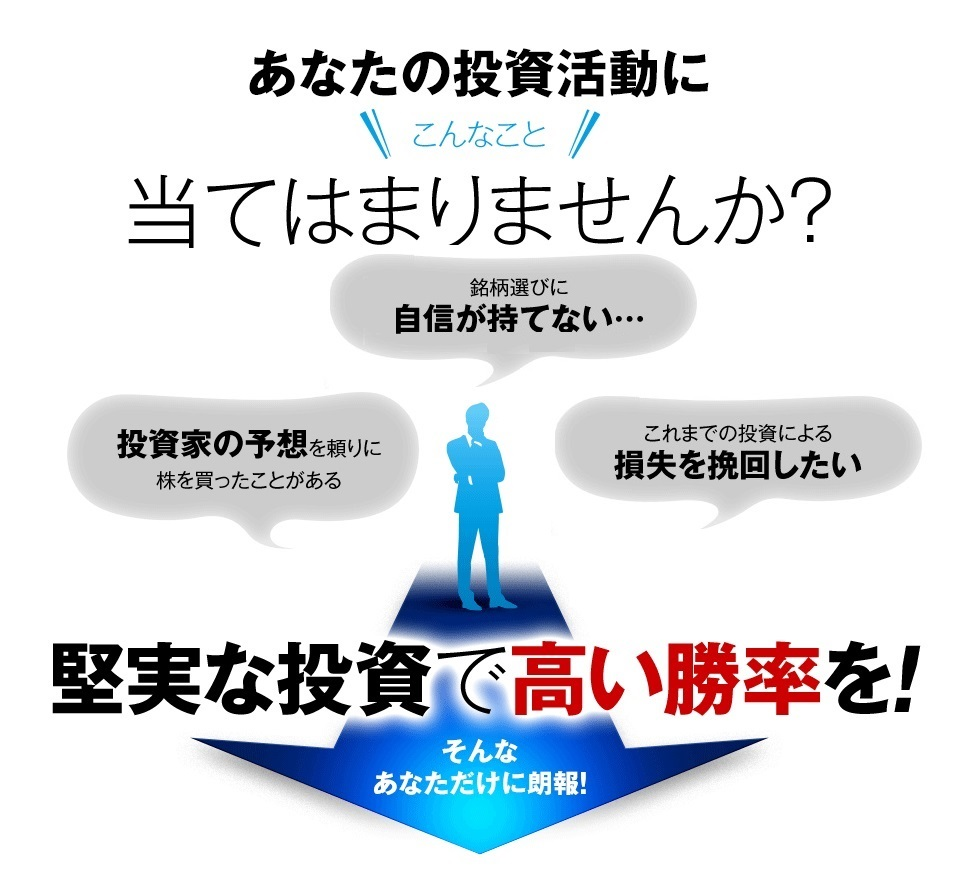 あなたの投資活動に
こんなこと
当てはまりませんか?
銘柄選びに
自信が持てない…
投資家の予想を頼りに
株を買ったことがある
これまでの投資による
損失を挽回したい
堅実な投資で高い勝率を!
そんな
あなただけに朗報!